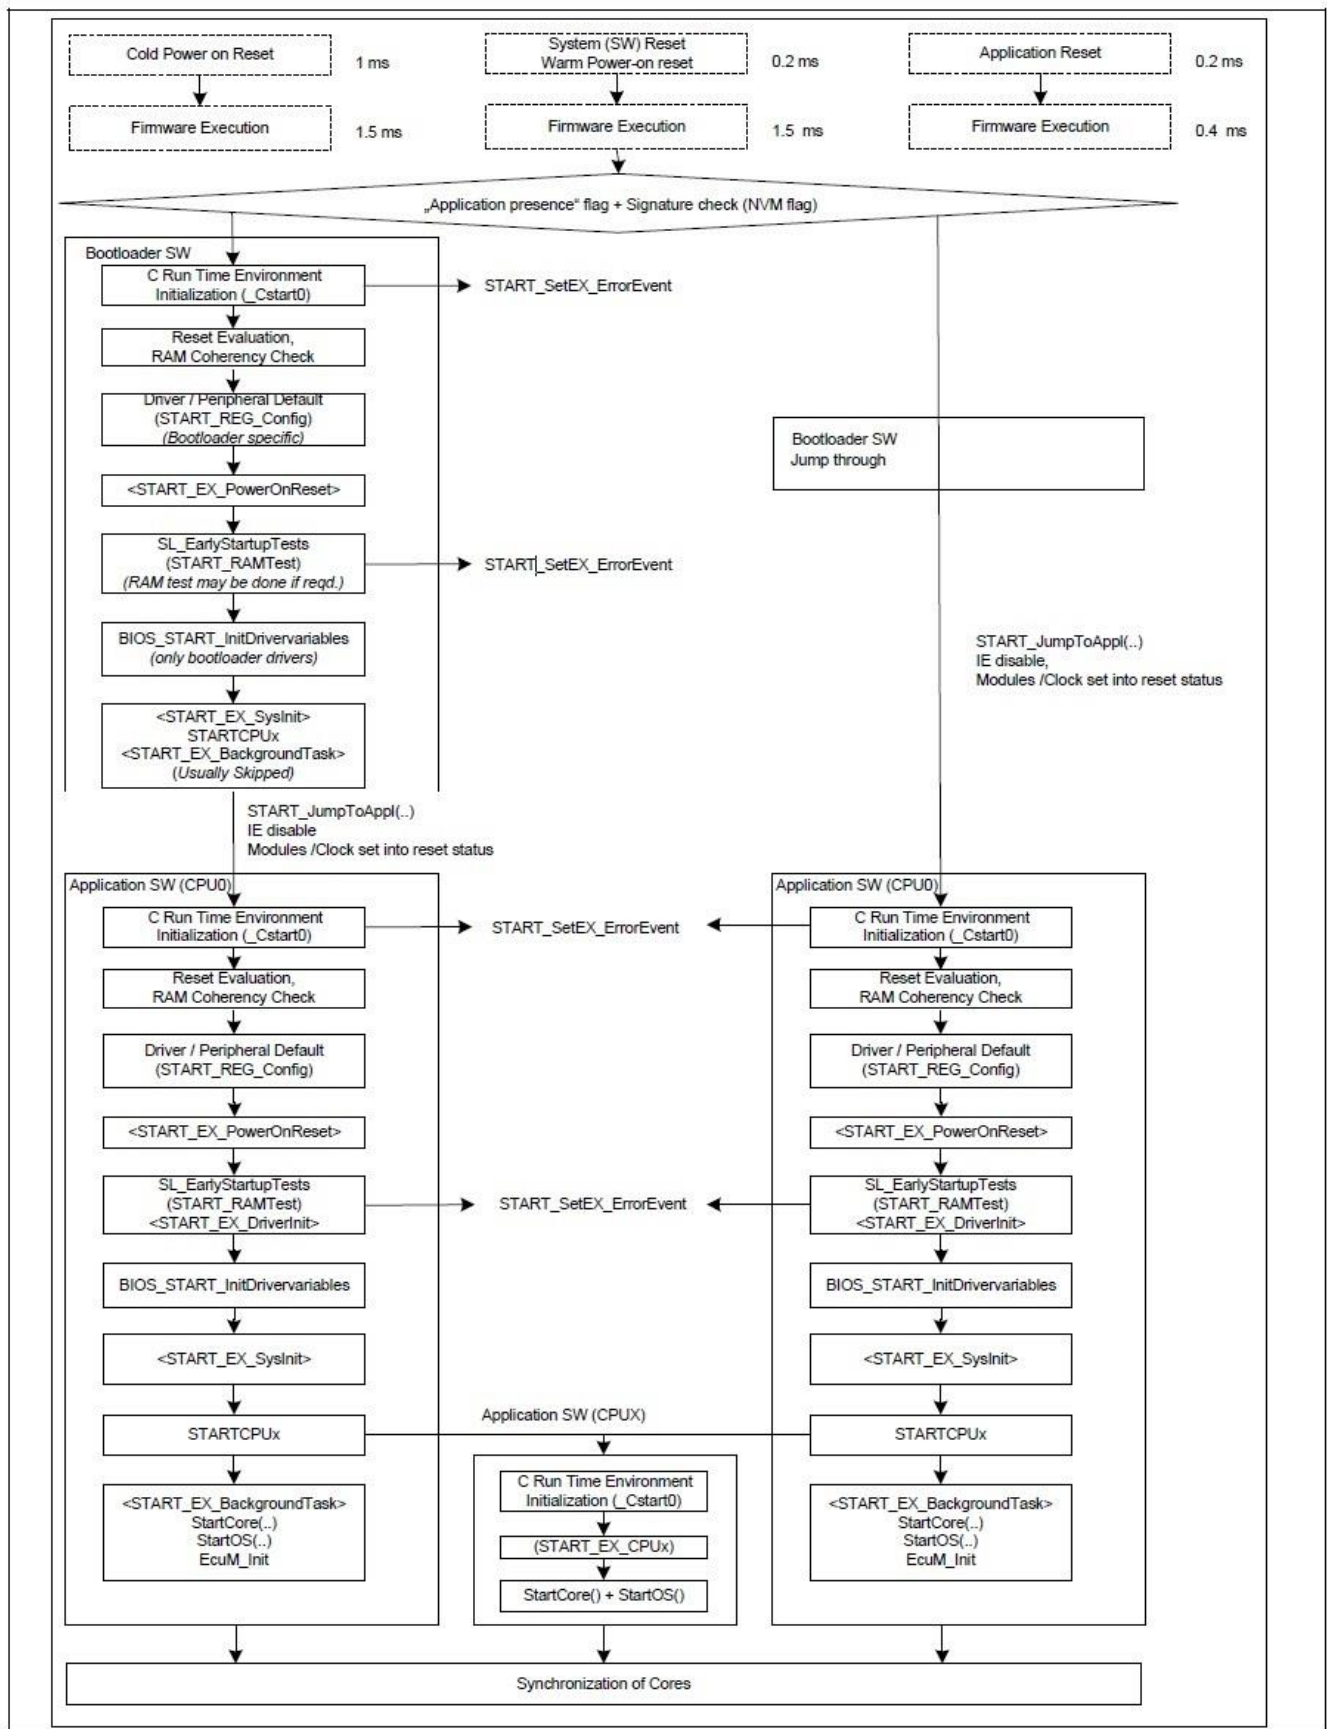 Cold Power on Reset
1 ms
System (SW) Reset
Warm Power-on reset
0.2 ms
Application Reset
0.2 ms
Firmware Execution
1.5 ms
Firmware Execution
1.5 ms
Firmware Execution
0.4 ms
„Application presence“ flag + Signature check (NVM flag)
Bootloader SW
C Run Time Environment
Initialization (_Cstart0)
START_SetEX_ErrorEvent
Reset Evaluation,
RAM Coherency Check
Driver / Peripheral Default
(START_REG_Config)
(Bootloader specific)
<START_EX_PowerOnReset>
SL_EarlyStartupTests
(START_RAMTest)
(RAM test may be done if reqd.)
START_SetEX_ErrorEvent
BIOS_START_InitDrivervariables
(only bootloader drivers)
<START_EX_SysInit>
STARTCPUx
<START_EX_BackgroundTask>
(Usually Skipped)
Bootloader SW
Jump through
START_JumpToAppl(..)
IE disable,
Modules /Clock set into reset status
START_JumpToAppl(..)
IE disable
Modules /Clock set into reset status
Application SW (CPU0)
C Run Time Environment
Initialization (_Cstart0)
START_SetEX_ErrorEvent
Reset Evaluation,
RAM Coherency Check
Driver / Peripheral Default
(START_REG_Config)
<START_EX_PowerOnReset>
SL_EarlyStartupTests
(START_RAMTest)
<START_EX_DriverInit>
START_SetEX_ErrorEvent
BIOS_START_InitDrivervariables
<START_EX_SysInit>
STARTCPUx
<START_EX_BackgroundTask>
StartCore(..)
StartOS(..)
EcuM_Init
Application SW (CPUX)
C Run Time Environment
Initialization (_Cstart0)
(START_EX_CPUx)
StartCore() + StartOS()
Application SW (CPU0)
C Run Time Environment
Initialization (_Cstart0)
Reset Evaluation,
RAM Coherency Check
Driver / Peripheral Default
(START_REG_Config)
<START_EX_PowerOnReset>
SL_EarlyStartupTests
(START_RAMTest)
<START_EX_DriverInit>
BIOS_START_InitDrivervariables
<START_EX_SysInit>
STARTCPUx
<START_EX_BackgroundTask>
StartCore(..)
StartOS(..)
EcuM_Init
Synchronization of Cores